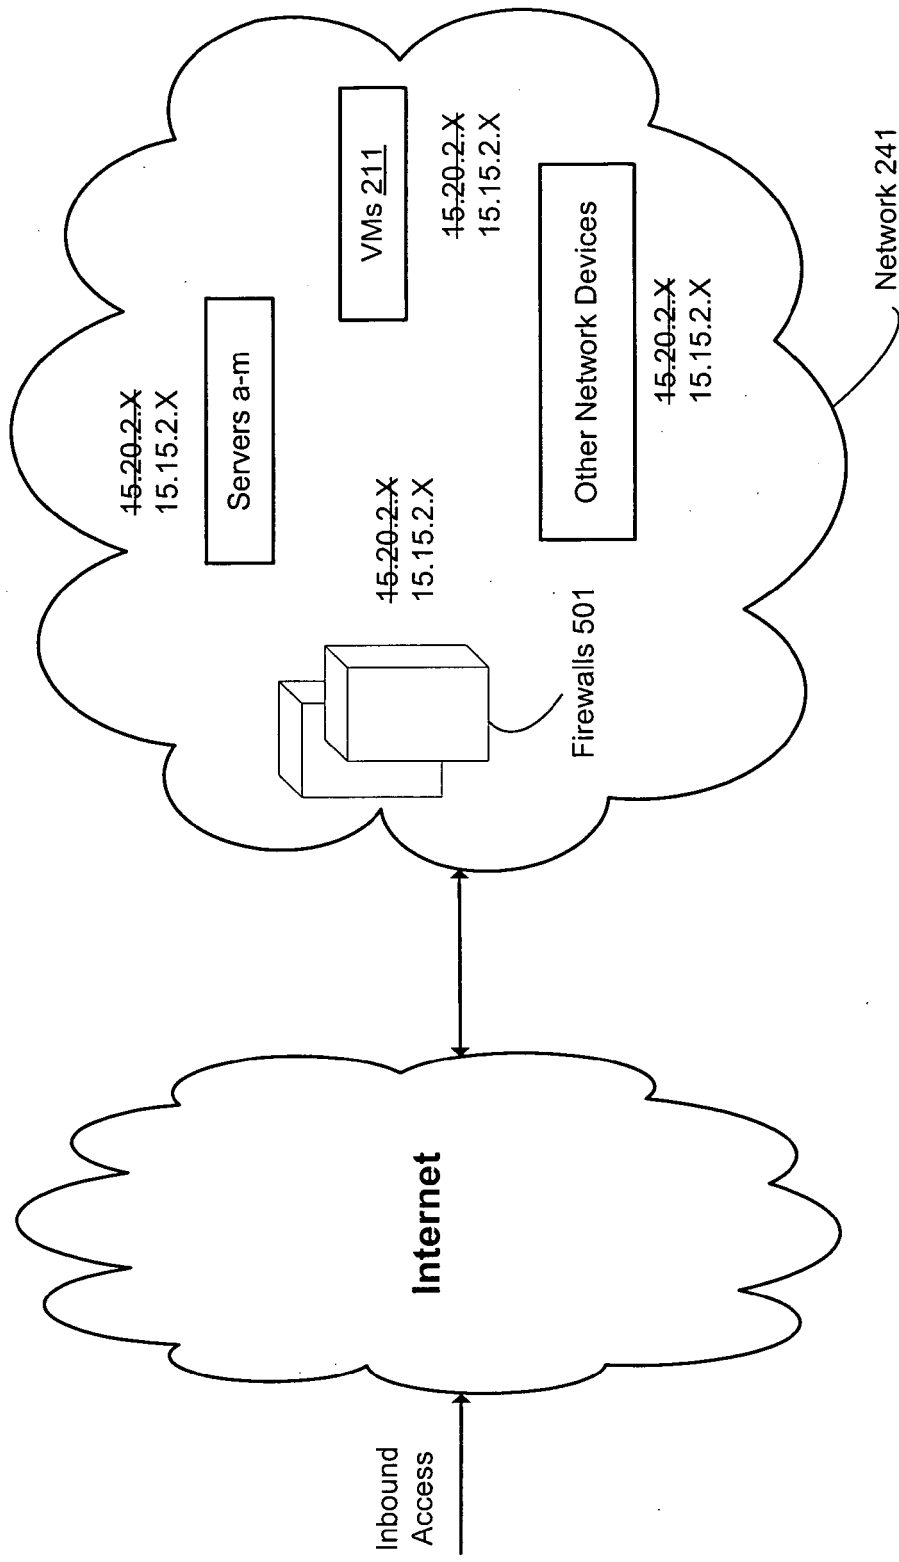 Inbound
Access
Internet
Firewalls 501
15.20.2.X
15.15.2.X
15.20.2.X
15.15.2.X
Servers a-m
VMs 211
15.20.2.X
15.15.2.X
Other Network Devices
15.20.2.X
15.15.2.X
Network 241